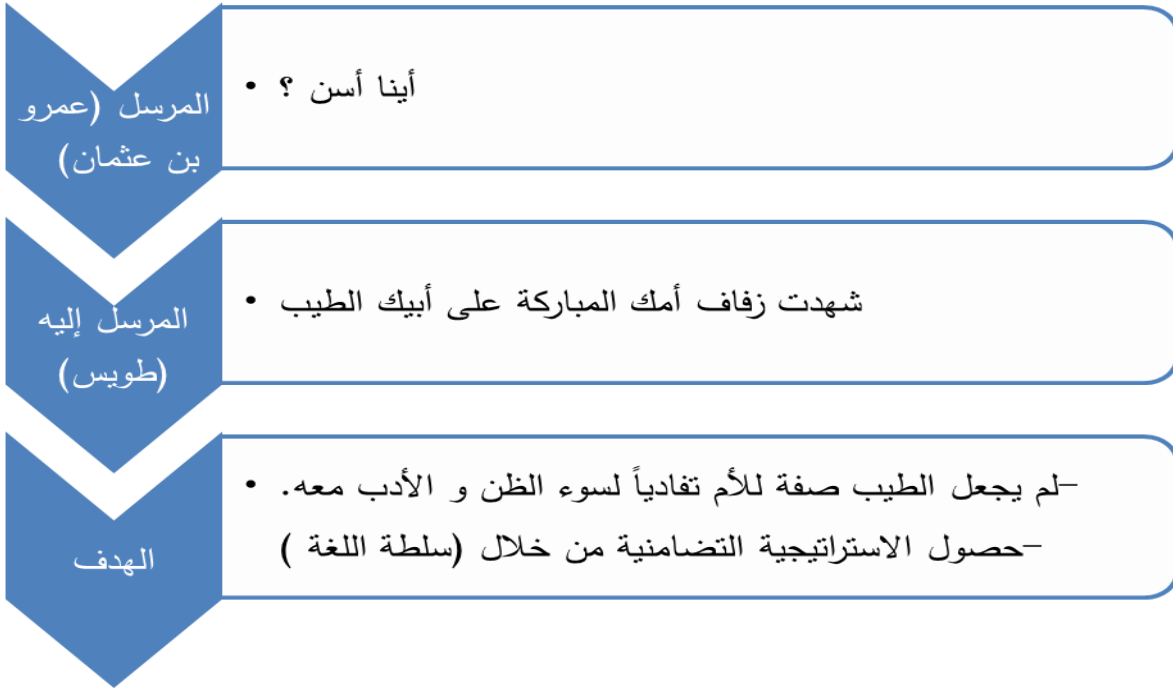 المرسل (عمرو
بن عثمان)
• أينا أسن ؟
المرسل إليه
(طويس)
• شهدت زفاف أمك المباركة على أبيك الطيب
الهدف
• –لم يجعل الطيب صفة للأم تفادياً لسوء الظن و الأدب معه.
–حصول الاستراتيجية التضامنية من خلال (سلطة اللغة )